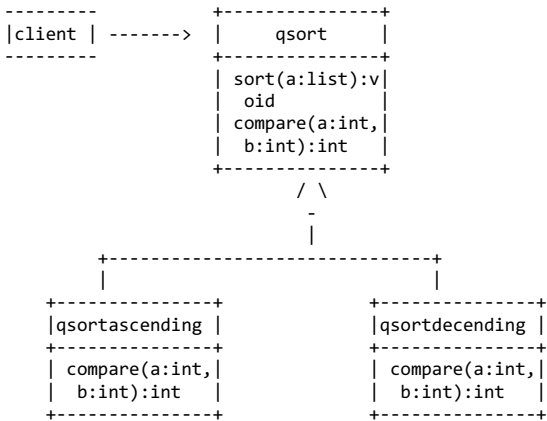 client
qsort
sort(a:list):v
oid
compare(a:int,
b:int):int
qsortascending
qsortdecending
compare(a:int,
compare(a:int,
b:int):int
b:int):int